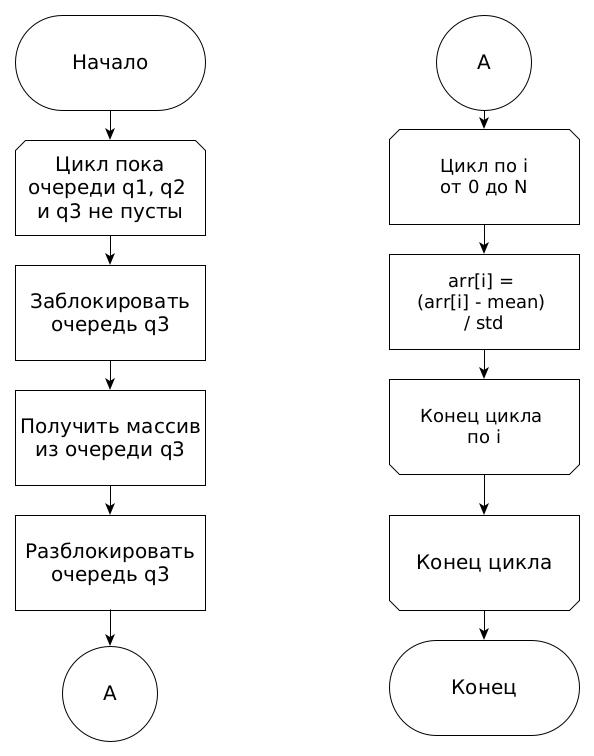 Начало
Цикл пока
очереди q1, q2
и q3 не пусты
Заблокировать
очередь q3
Получить массив
из очереди q3
Разблокировать
очередь q3
А
А
Цикл по i
от 0 до N
arr[i] =
(arr[i] - mean)
/ std
Конец цикла
по i
Конец цикла
Конец